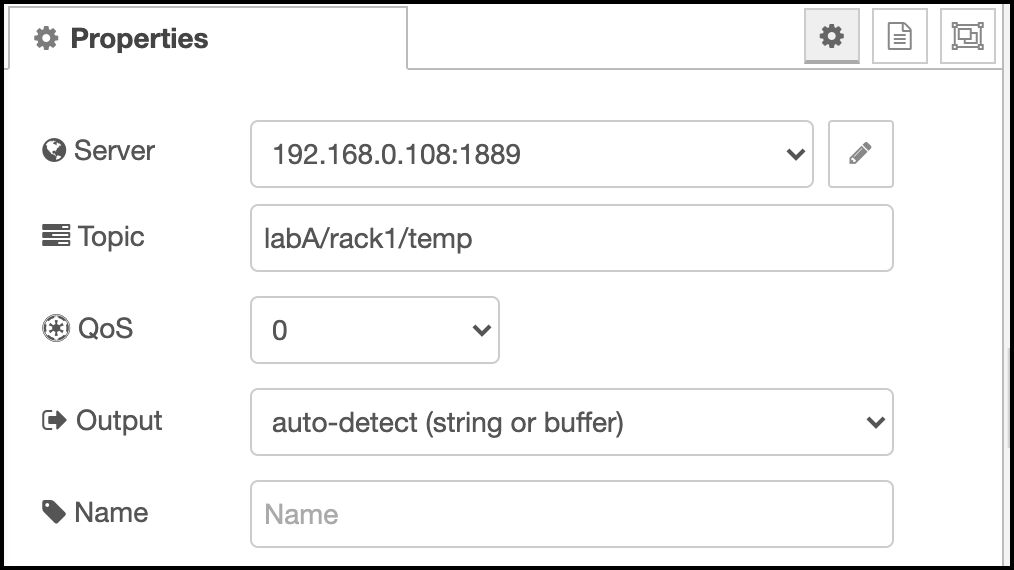 Properties
Server 192.168.0.108:1889
Topic labA/rack1/temp
QoS 0
Output auto-detect (string or buffer)
Name Name